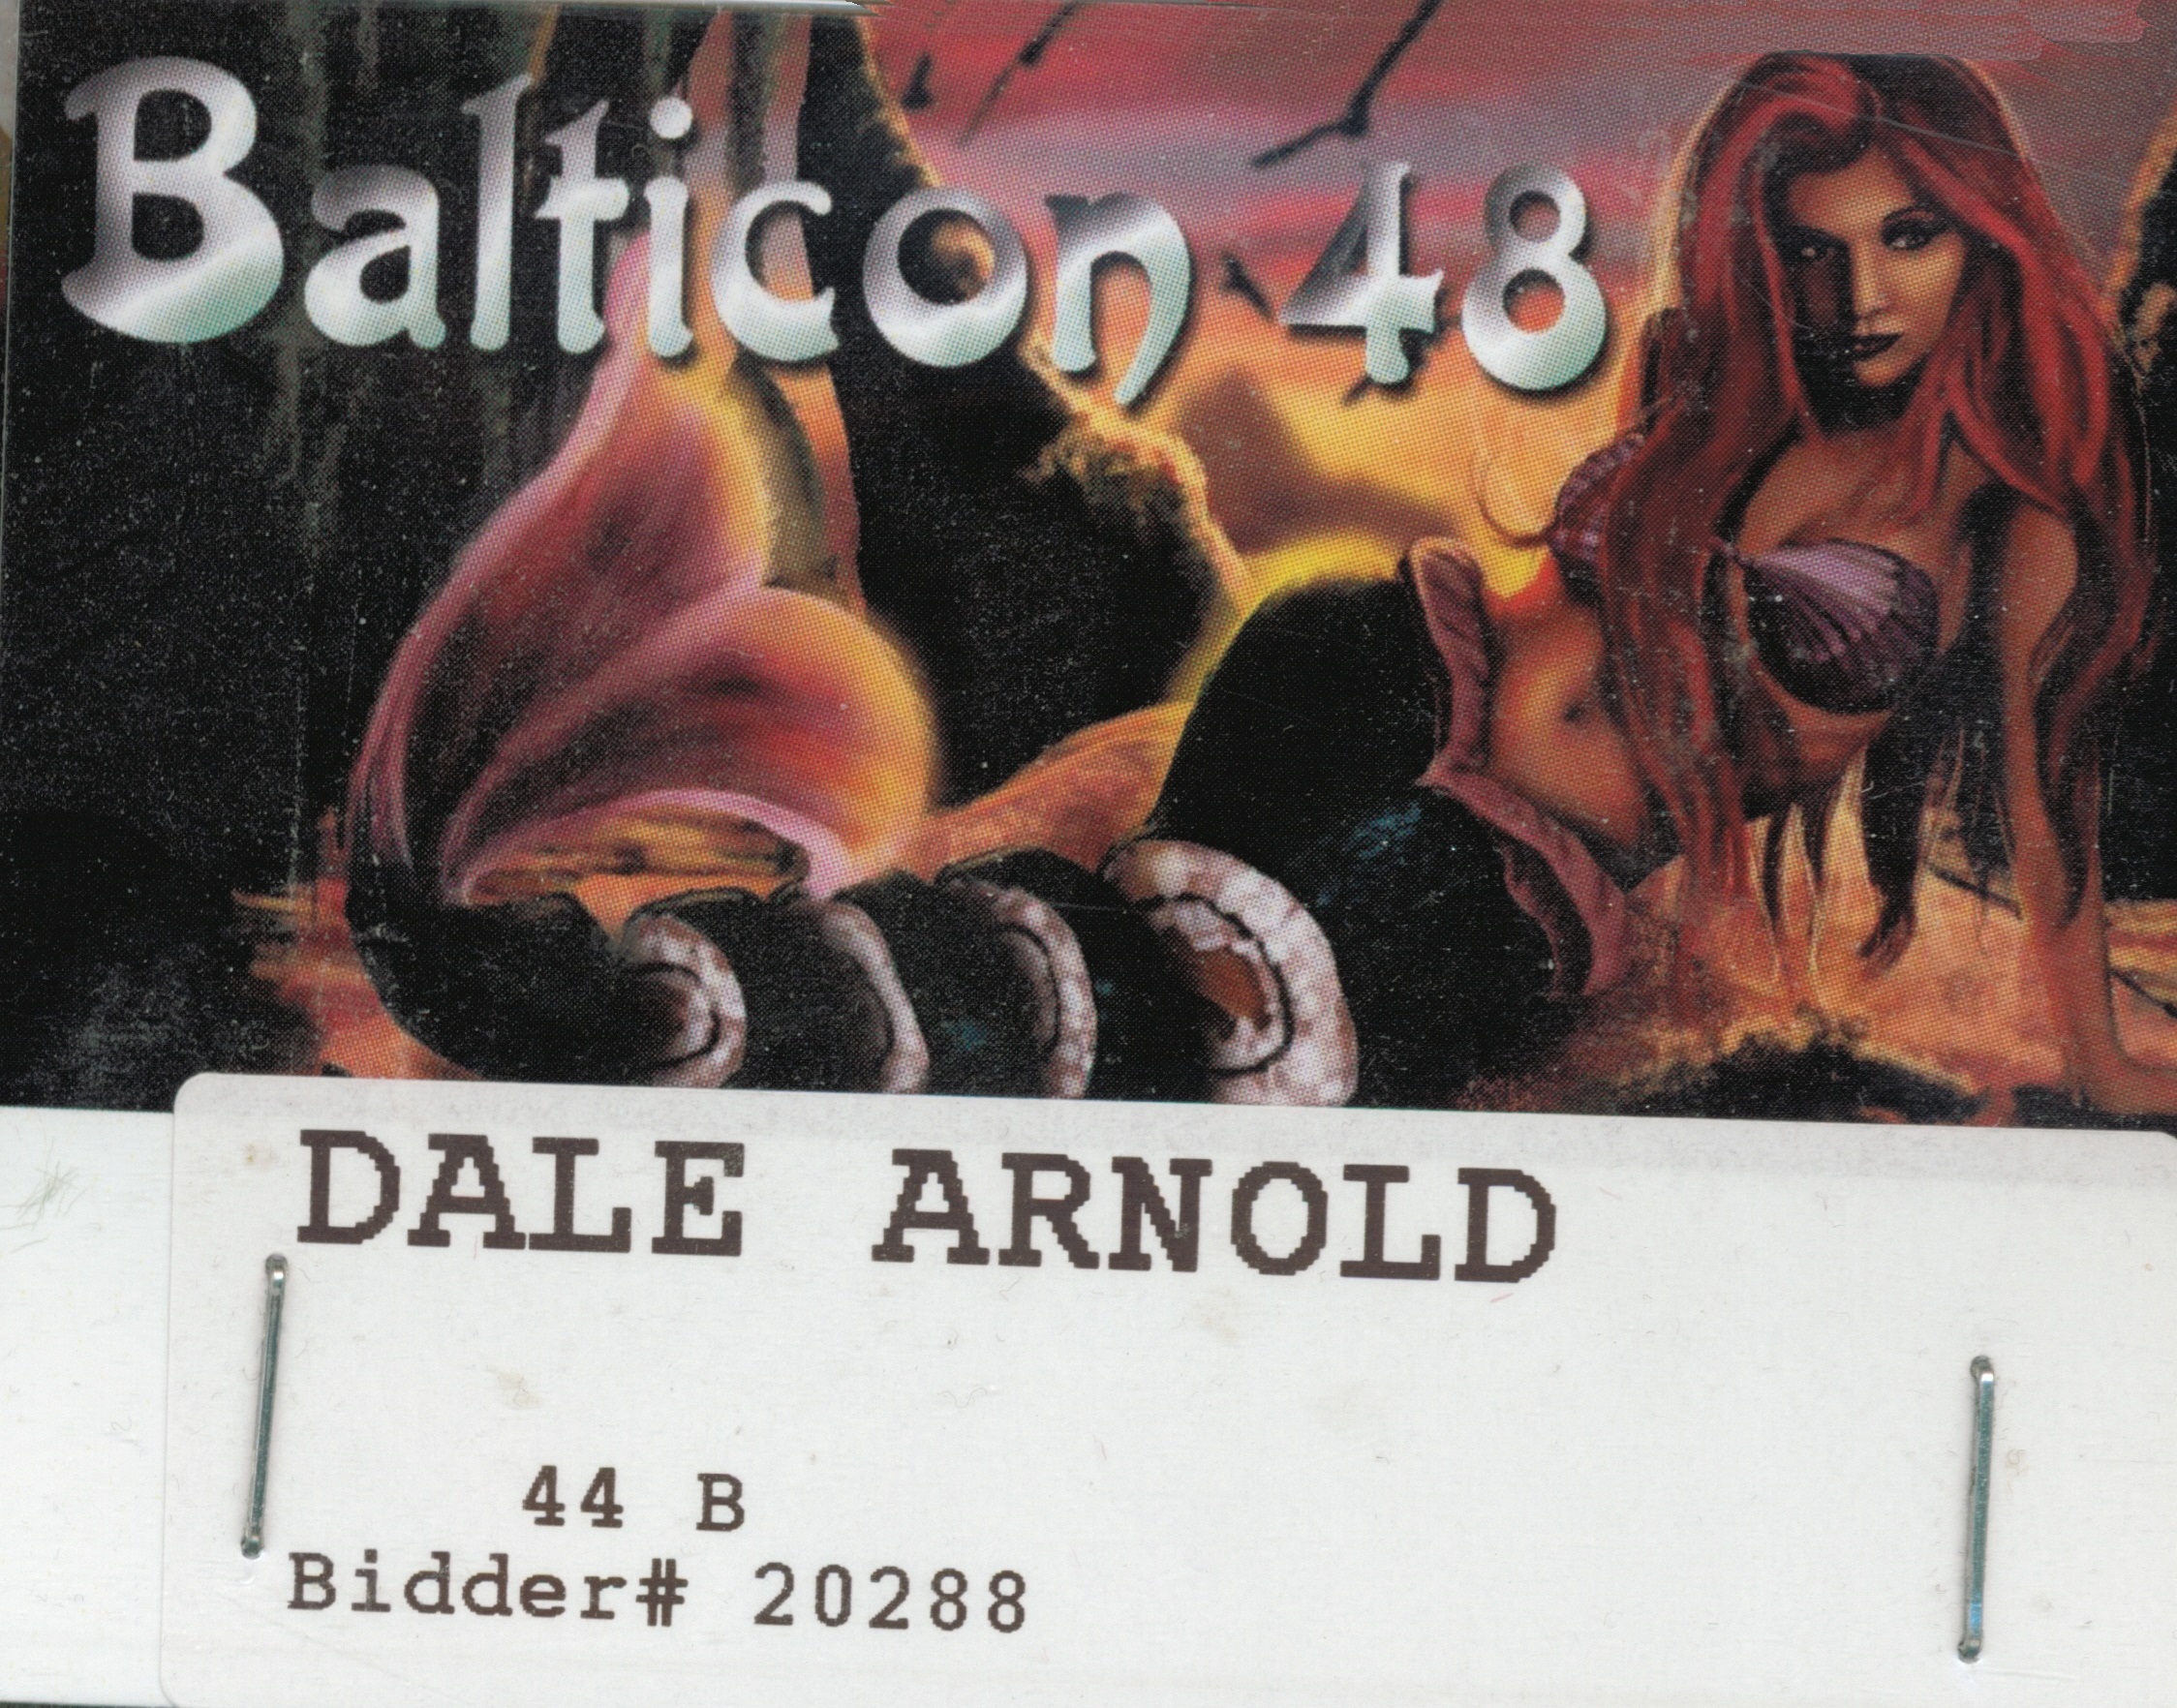 Balticon 48
DALE ARNOLD
44 B
Bidder# 20288